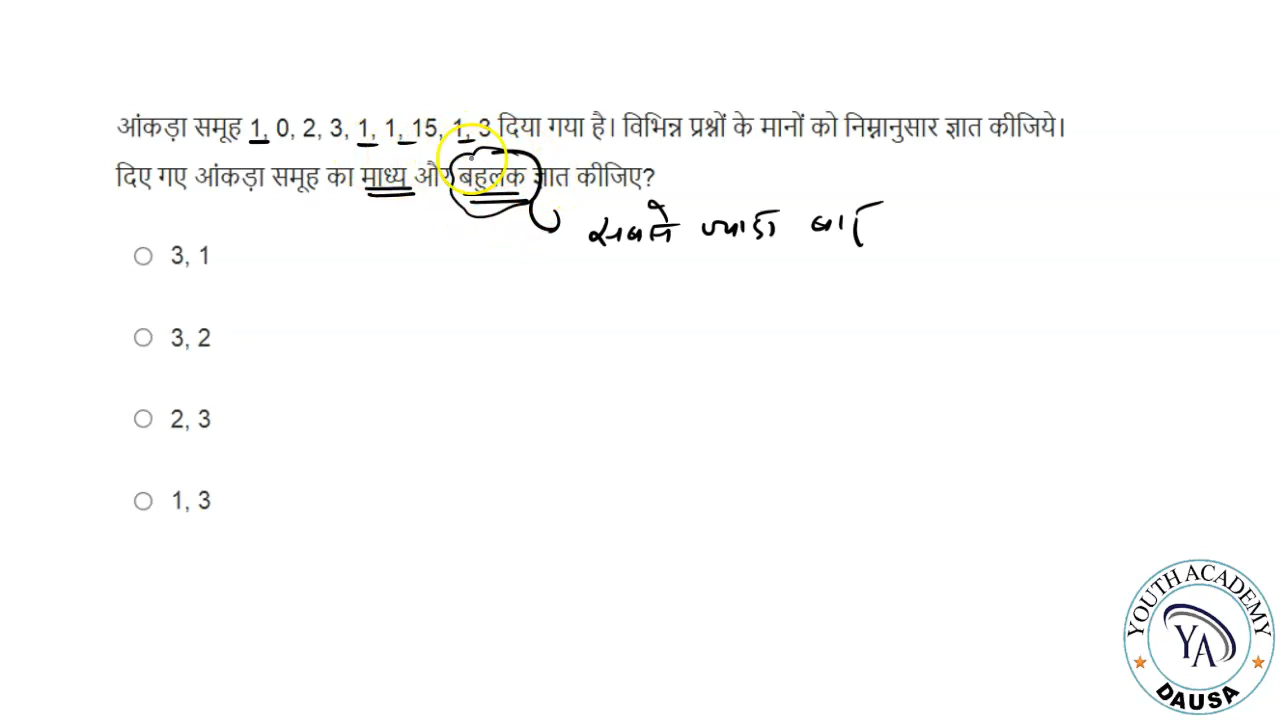 आंकड़ा समूह 1, 0, 2, 3, 1, 1, 15, 1, 3 दिया गया है। विभिन्न प्रश्नों के मानों को निम्नानुसार ज्ञात कीजिये।
दिए गए आंकड़ा समूह का माध्य और बहुलक ज्ञात कीजिए?
सबसे ज्यादा बार
3, 1
3, 2
2, 3
1, 3
YOUTH ACADEMY
YA
DAUSA